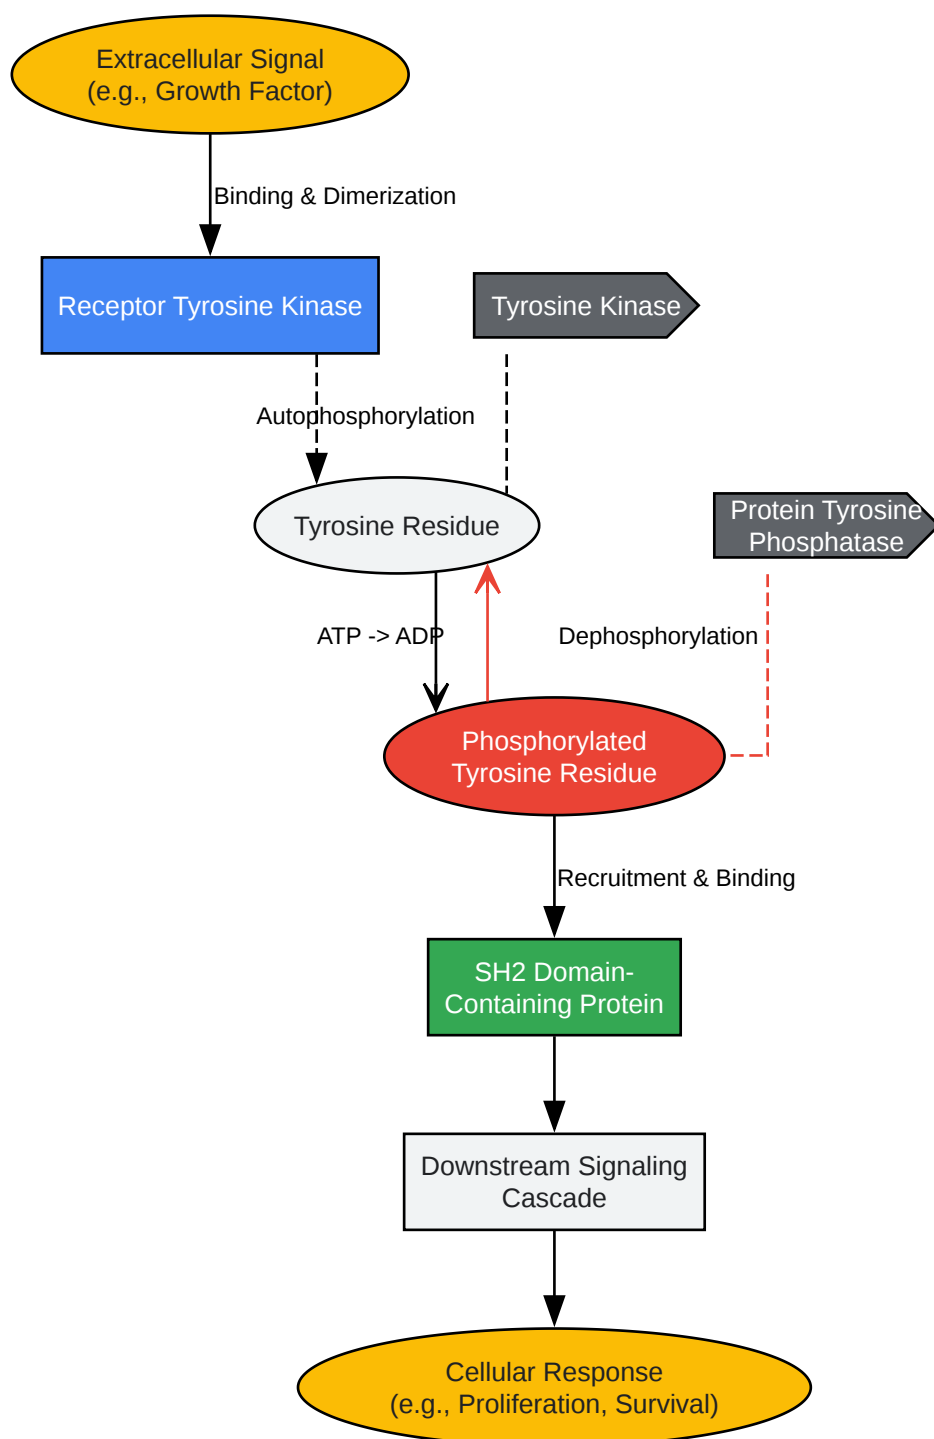 Extracellular Signal
(e.g., Growth Factor)
Binding & Dimerization
Receptor Tyrosine Kinase
Tyrosine Kinase
Autophosphorylation
Tyrosine Residue
Protein Tyrosine
Phosphatase
ATP -> ADP
Dephosphorylation
Phosphorylated
Tyrosine Residue
Recruitment & Binding
SH2 Domain-
Containing Protein
Downstream Signaling
Cascade
Cellular Response
(e.g., Proliferation, Survival)